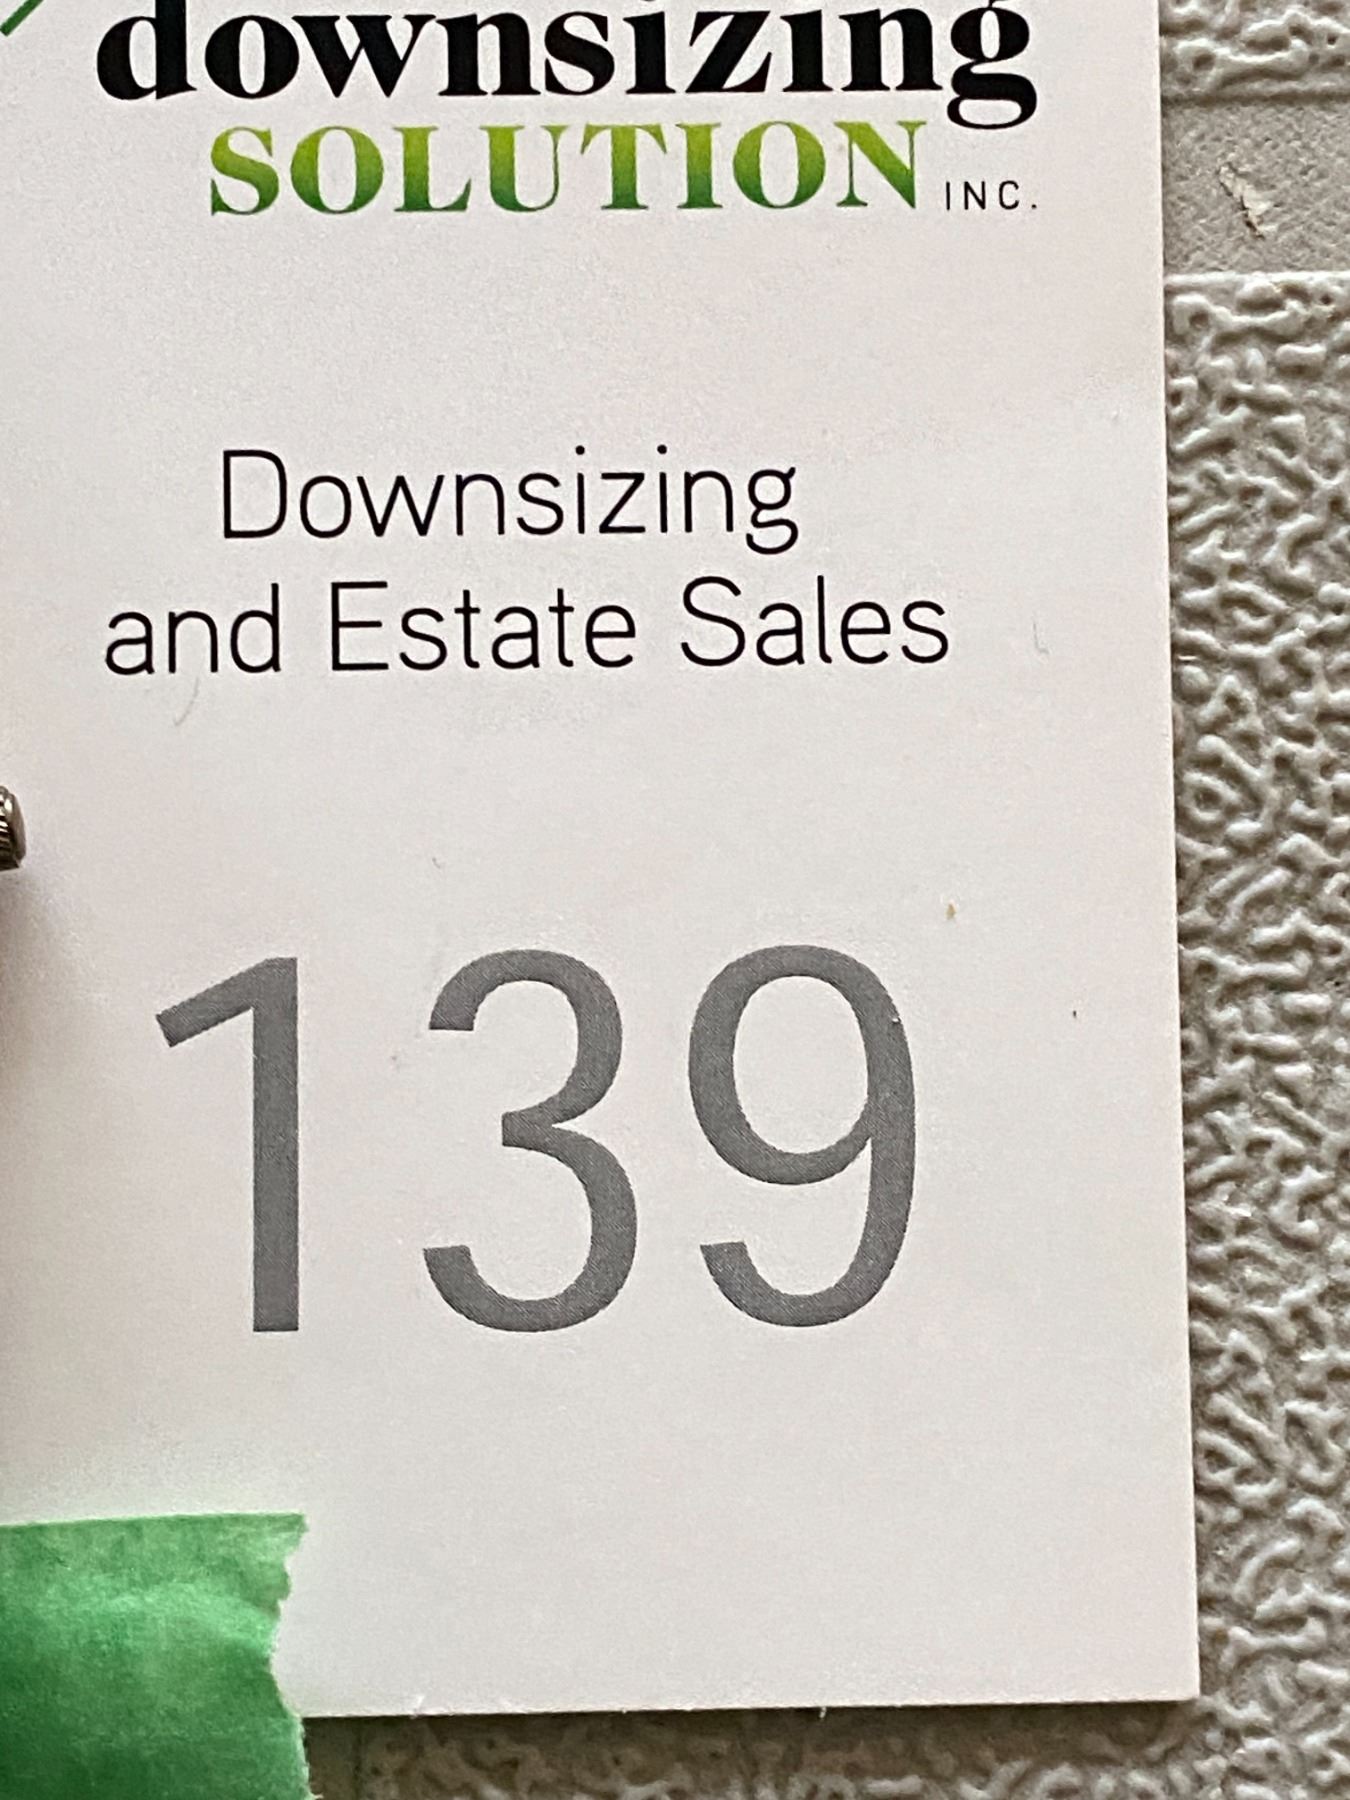 downsizing
SOLUTION INC.
Downsizing
and Estate Sales
139